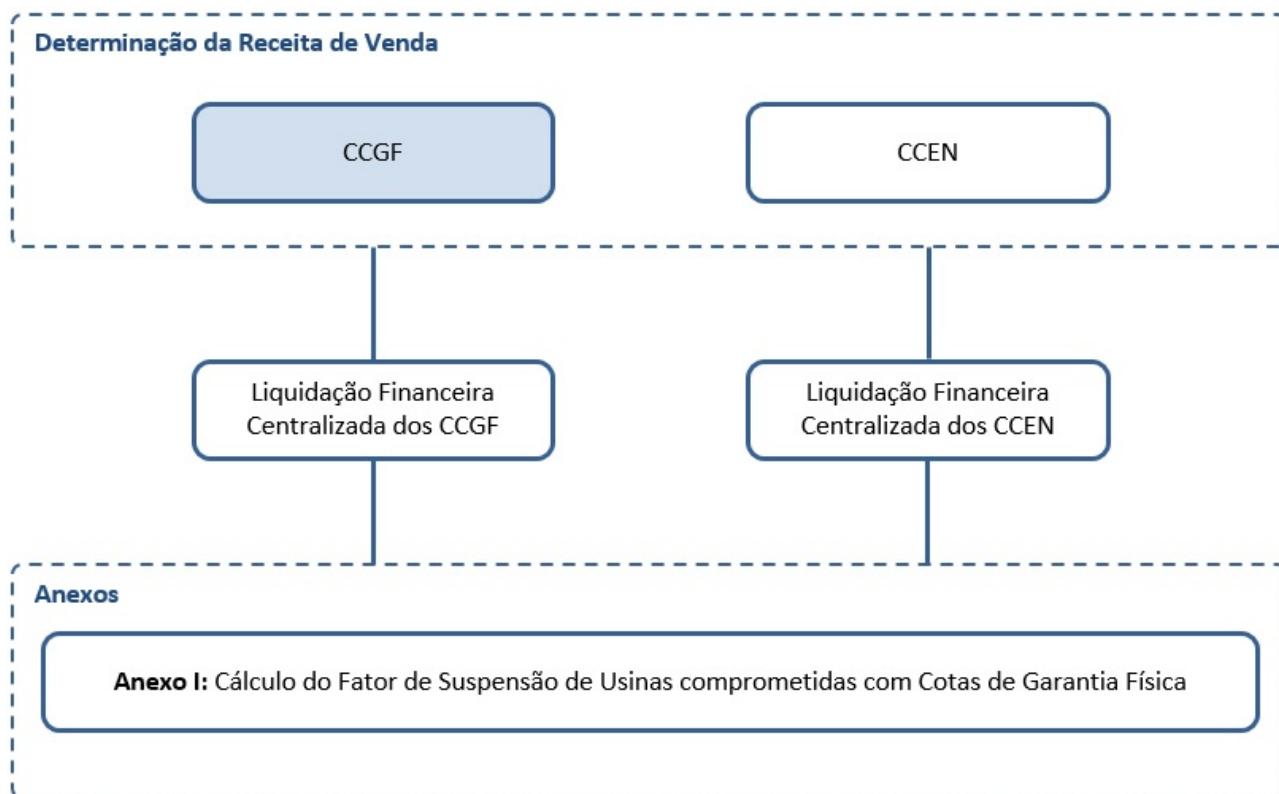 Determinação da Receita de Venda
CCGF
CCEN
Liquidação Financeira
Centralizada dos CCGF
Liquidação Financeira
Centralizada dos CCEN
Anexos
Anexo I: Cálculo do Fator de Suspensão de Usinas comprometidas com Cotas de Garantia Física